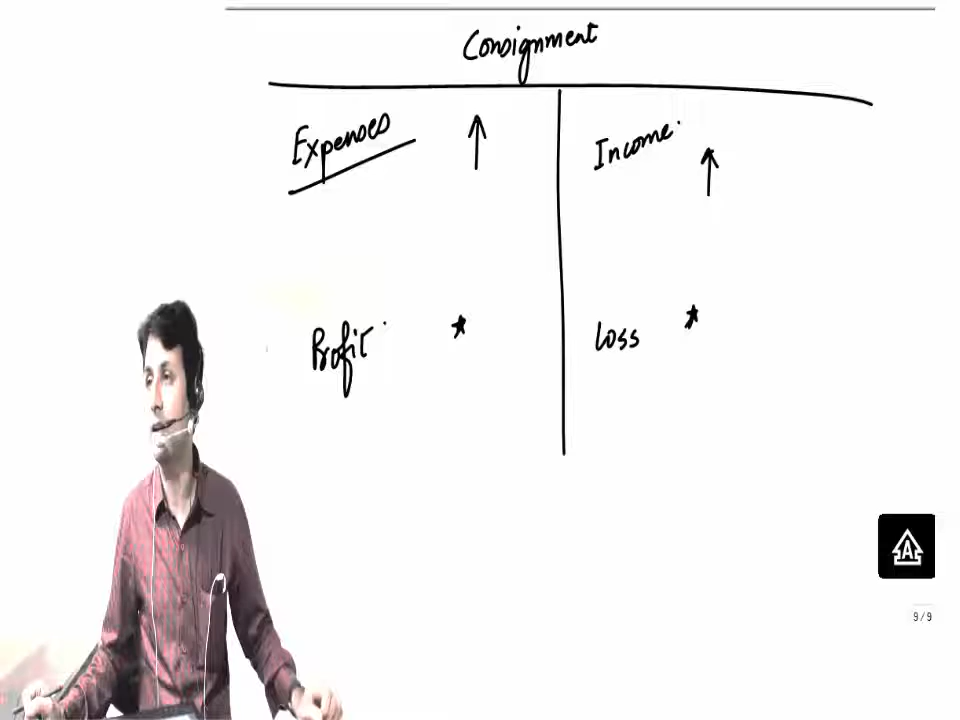 Consignment
Expenses ↑ Income ↑
Profit * Loss *
A
9/9